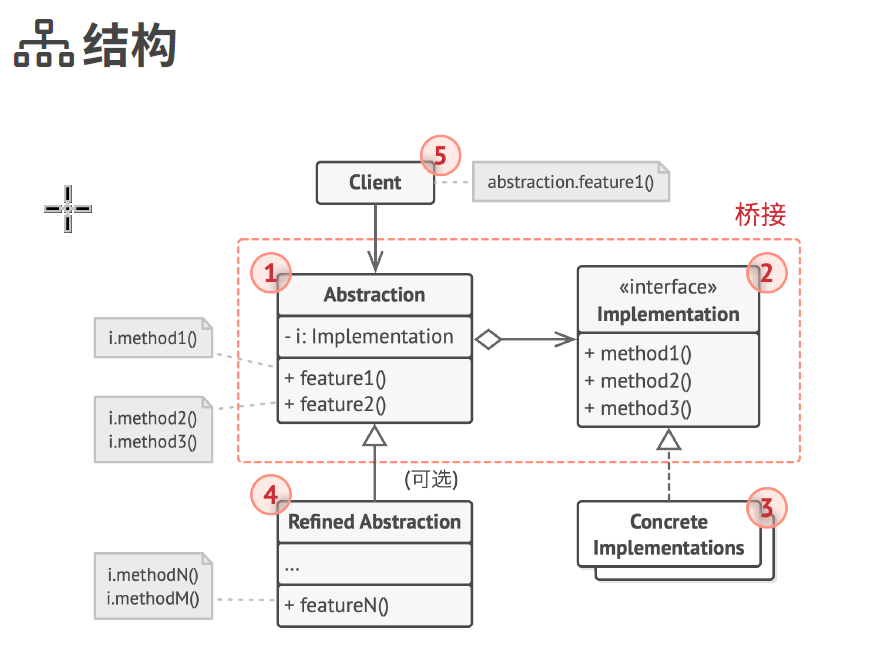 结构
5
Client
abstraction.feature1()
桥接
1
Abstraction
- i: Implementation
+ feature1()
+ feature2()
2
«interface»
Implementation
+ method1()
+ method2()
+ method3()
i.method1()
i.method2()
i.method3()
(可选)
4
Refined Abstraction
...
+ featureN()
3
Concrete
Implementations
i.methodN()
i.methodM()